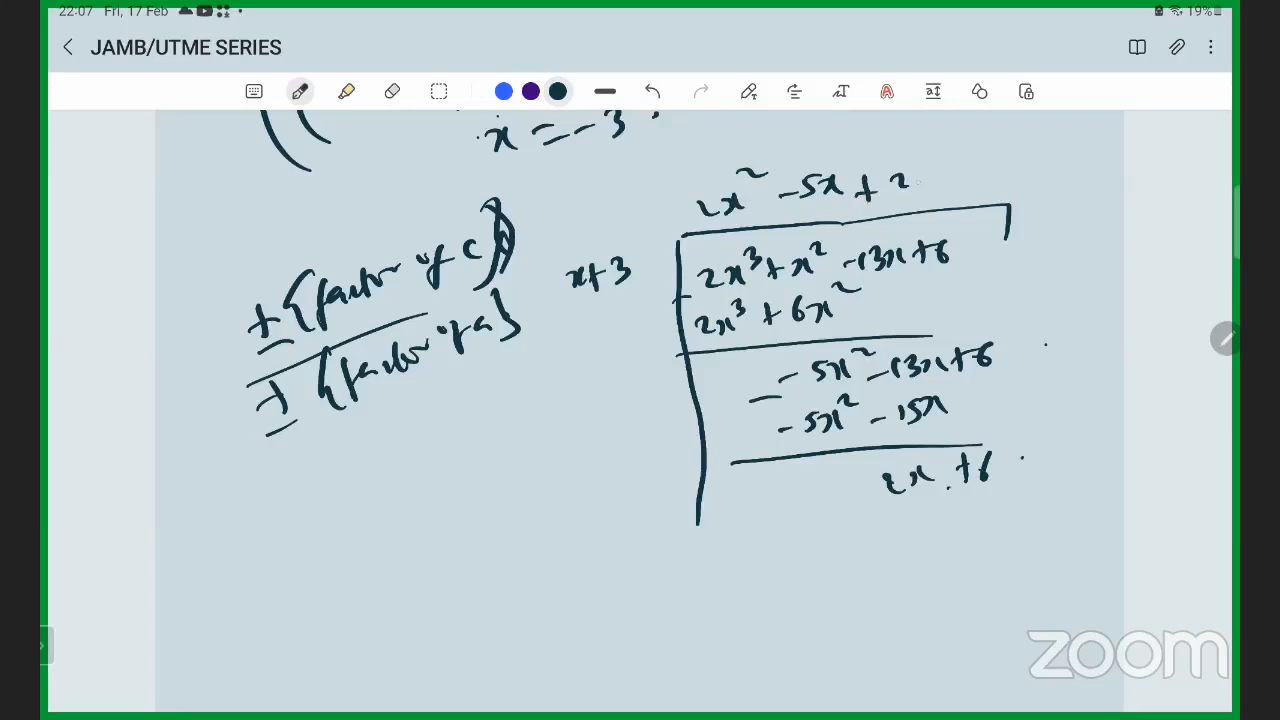 22:07 Fri, 17 Feb
19%
JAMB/UTME SERIES
x = -3
2x² - 5x + 2
± {factor of c}
± {factor of a}
x+3
2x³ + x² - 13x + 6
2x³ + 6x²
- 5x² - 13x + 6
- 5x² - 15x
2x + 6
zoom